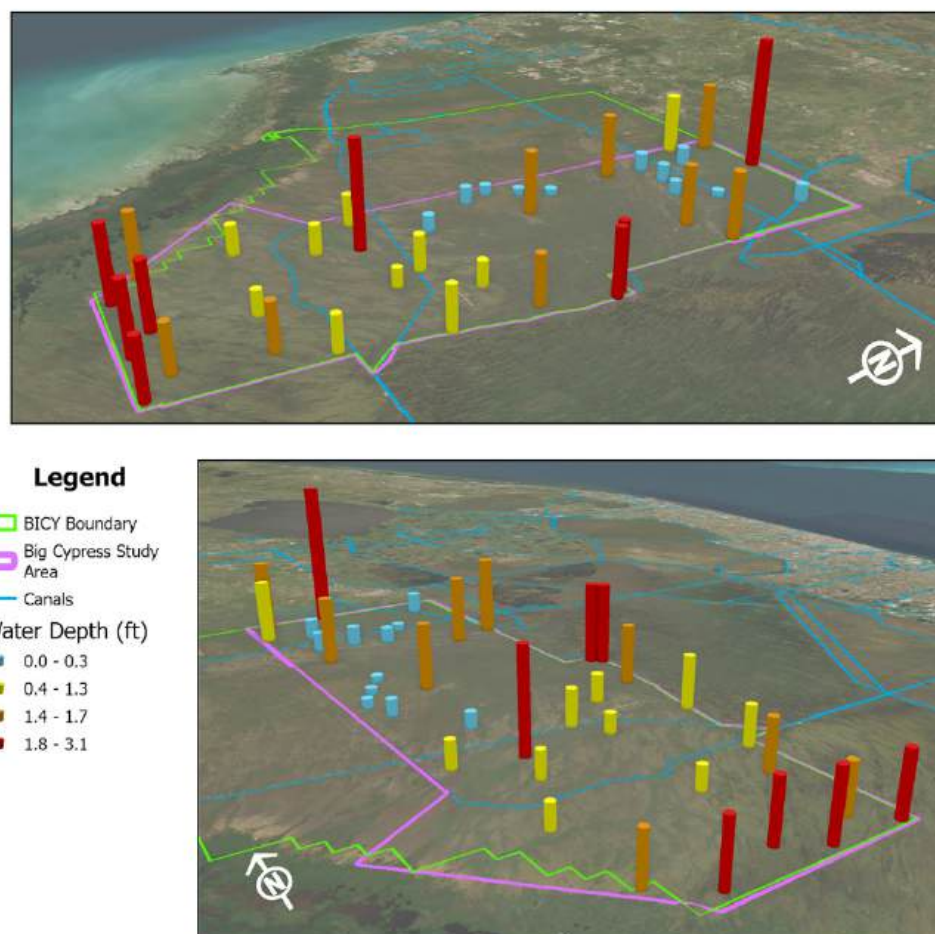 N
Legend
BICY Boundary
Big Cypress Study
Area
Canals
ater Depth (ft)
0.0 - 0.3
0.4 - 1.3
1.4 - 1.7
1.8 - 3.1
N